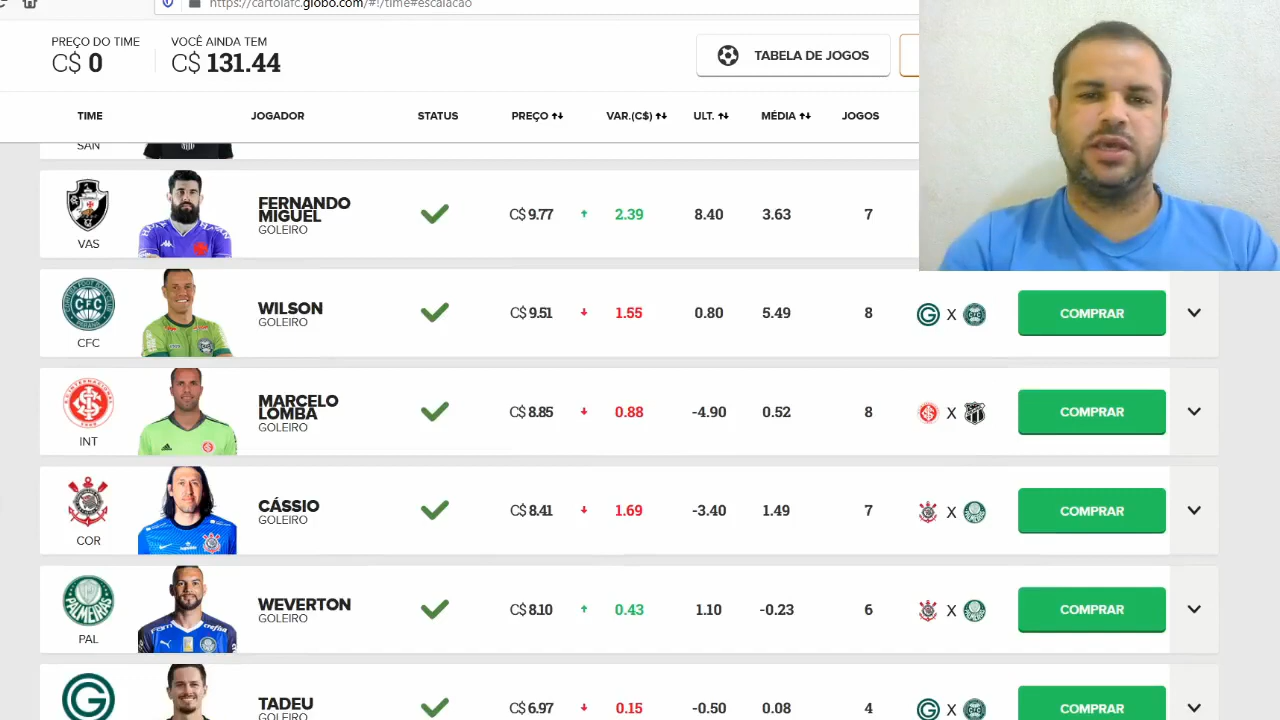 https://cartolafc.globo.com/#!/time#escalacao
PREÇO DO TIME
C$ 0
VOCÊ AINDA TEM
C$ 131.44
TABELA DE JOGOS
TIME JOGADOR STATUS PREÇO VAR.(C$) ULT. MÉDIA JOGOS
SAN
VAS
FERNANDO
MIGUEL
GOLEIRO
C$ 9.77 2.39 8.40 3.63 7
CFC
CFC
WILSON
GOLEIRO
C$ 9.51 1.55 0.80 5.49 8
X
COMPRAR
INT
MARCELO
LOMBA
GOLEIRO
C$ 8.85 0.88 -4.90 0.52 8
X
COMPRAR
COR
CÁSSIO
GOLEIRO
C$ 8.41 1.69 -3.40 1.49 7
X
COMPRAR
PALMEIRAS
PAL
WEVERTON
GOLEIRO
C$ 8.10 0.43 1.10 -0.23 6
X
COMPRAR
G
TADEU
GOLEIRO
C$ 6.97 0.15 -0.50 0.08 4
X
COMPRAR